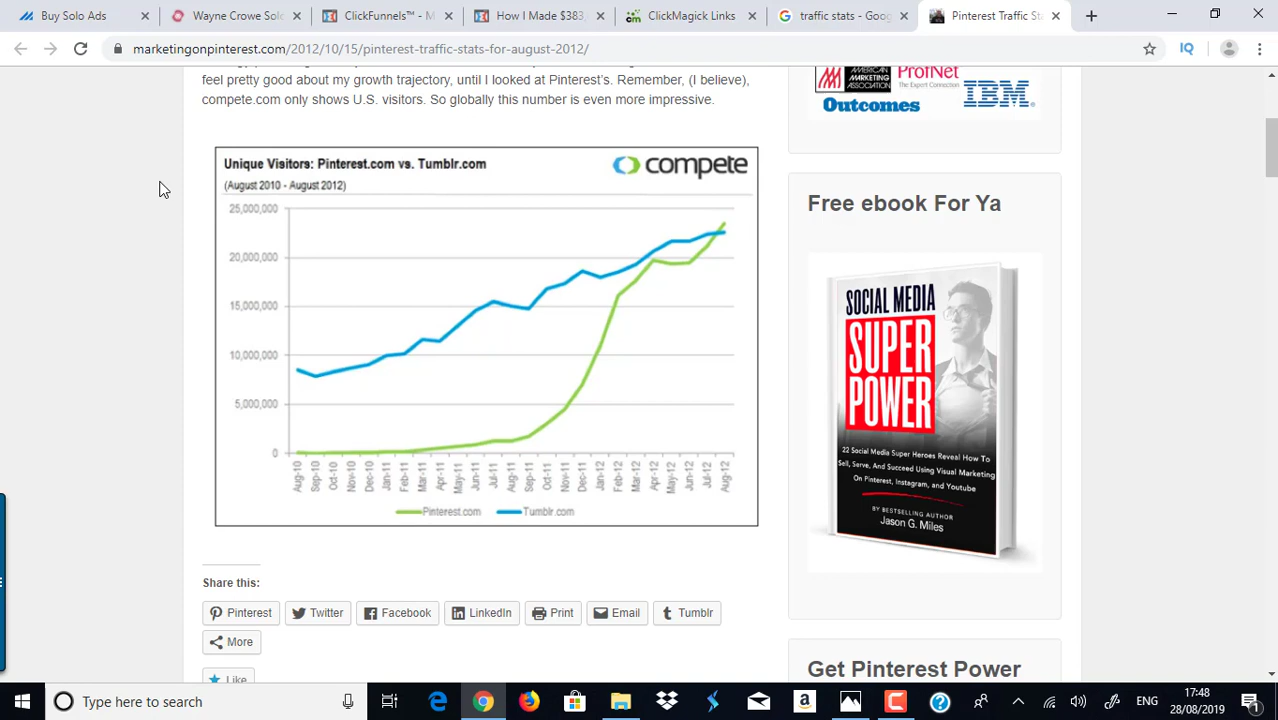 Buy Solo Ads
Wayne Crowe Solo
ClickFunnels™ - M
How I Made $383,
ClickMagick Links
traffic stats - Goog
Pinterest Traffic St
marketingonpinterest.com/2012/10/15/pinterest-traffic-stats-for-august-2012/
feel pretty good about my growth trajectory, until I looked at Pinterests. Remember, (I believe),
compete.com only shows U.S. visitors. So globally this number is even more impressive.
AMERICAN
MARKETING
ASSOCIATION
ProfNet
The Expert Connection
Outcomes
IBM
Unique Visitors: Pinterest.com vs. Tumblr.com
compete
(August 2010 - August 2012)
25,000,000
20,000,000
15,000,000
10,000,000
5,000,000
0
Aug-10
Sep-10
Oct-10
Nov-10
Dec-10
Jan-11
Feb-11
Mar-11
Apr-11
May-11
Jun-11
Jul-11
Aug-11
Sep-11
Oct-11
Nov-11
Dec-11
Jan-12
Feb-12
Mar-12
Apr-12
May-12
Jun-12
Jul-12
Aug-12
Pinterest.com
Tumblr.com
Free ebook For Ya
SOCIAL MEDIA
SUPER
POWER
22 Social Media Super Heroes Reveal How To
Sell, Serve, And Succeed Using Visual Marketing
On Pinterest, Instagram, and Youtube
BY BESTSELLING AUTHOR
Jason G. Miles
Share this:
Pinterest
Twitter
Facebook
LinkedIn
Print
Email
Tumblr
More
Like
Get Pinterest Power
Type here to search
ENG
17:48
28/08/2019